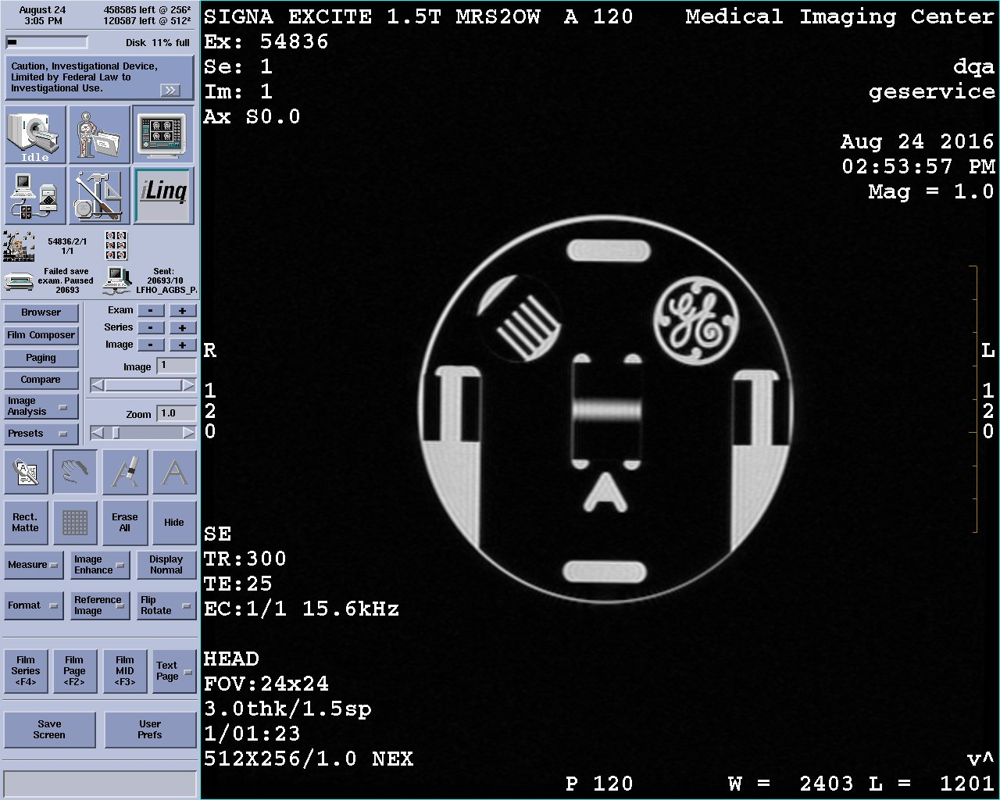 August 24
3:05 PM
458585 left @ 256²
120587 left @ 512²
Disk 11% full
Caution, Investigational Device,
Limited by Federal Law to
Investigational Use.
>>
Idle
iLinq
54836/2/1
1/1
Failed save
exam. Paused
20693
Sent:
20693/10
LFHO_AGBS_P
Browser
Film Composer
Paging
Compare
Image
Analysis
Presets
Exam - +
Series - +
Image - +
Image 1
Zoom 1.0
A
A
Rect.
Matte
Erase
All
Hide
Measure
Image
Enhance
Display
Normal
Format
Reference
Image
Flip
Rotate
Film
Series
<F4>
Film
Page
<F2>
Film
MID
<F3>
Text
Page
Save
Screen
User
Prefs
SIGNA EXCITE 1.5T MRS2OW A 120 Medical Imaging Center
Ex: 54836
Se: 1
Im: 1
Ax S0.0
dqa
geservice
Aug 24 2016
02:53:57 PM
Mag = 1.0
GE
R
120
L
120
A
SE
TR:300
TE:25
EC:1/1 15.6kHz
HEAD
FOV:24x24
3.0thk/1.5sp
1/01:23
512X256/1.0 NEX
v^
P 120 W = 2403 L = 1201